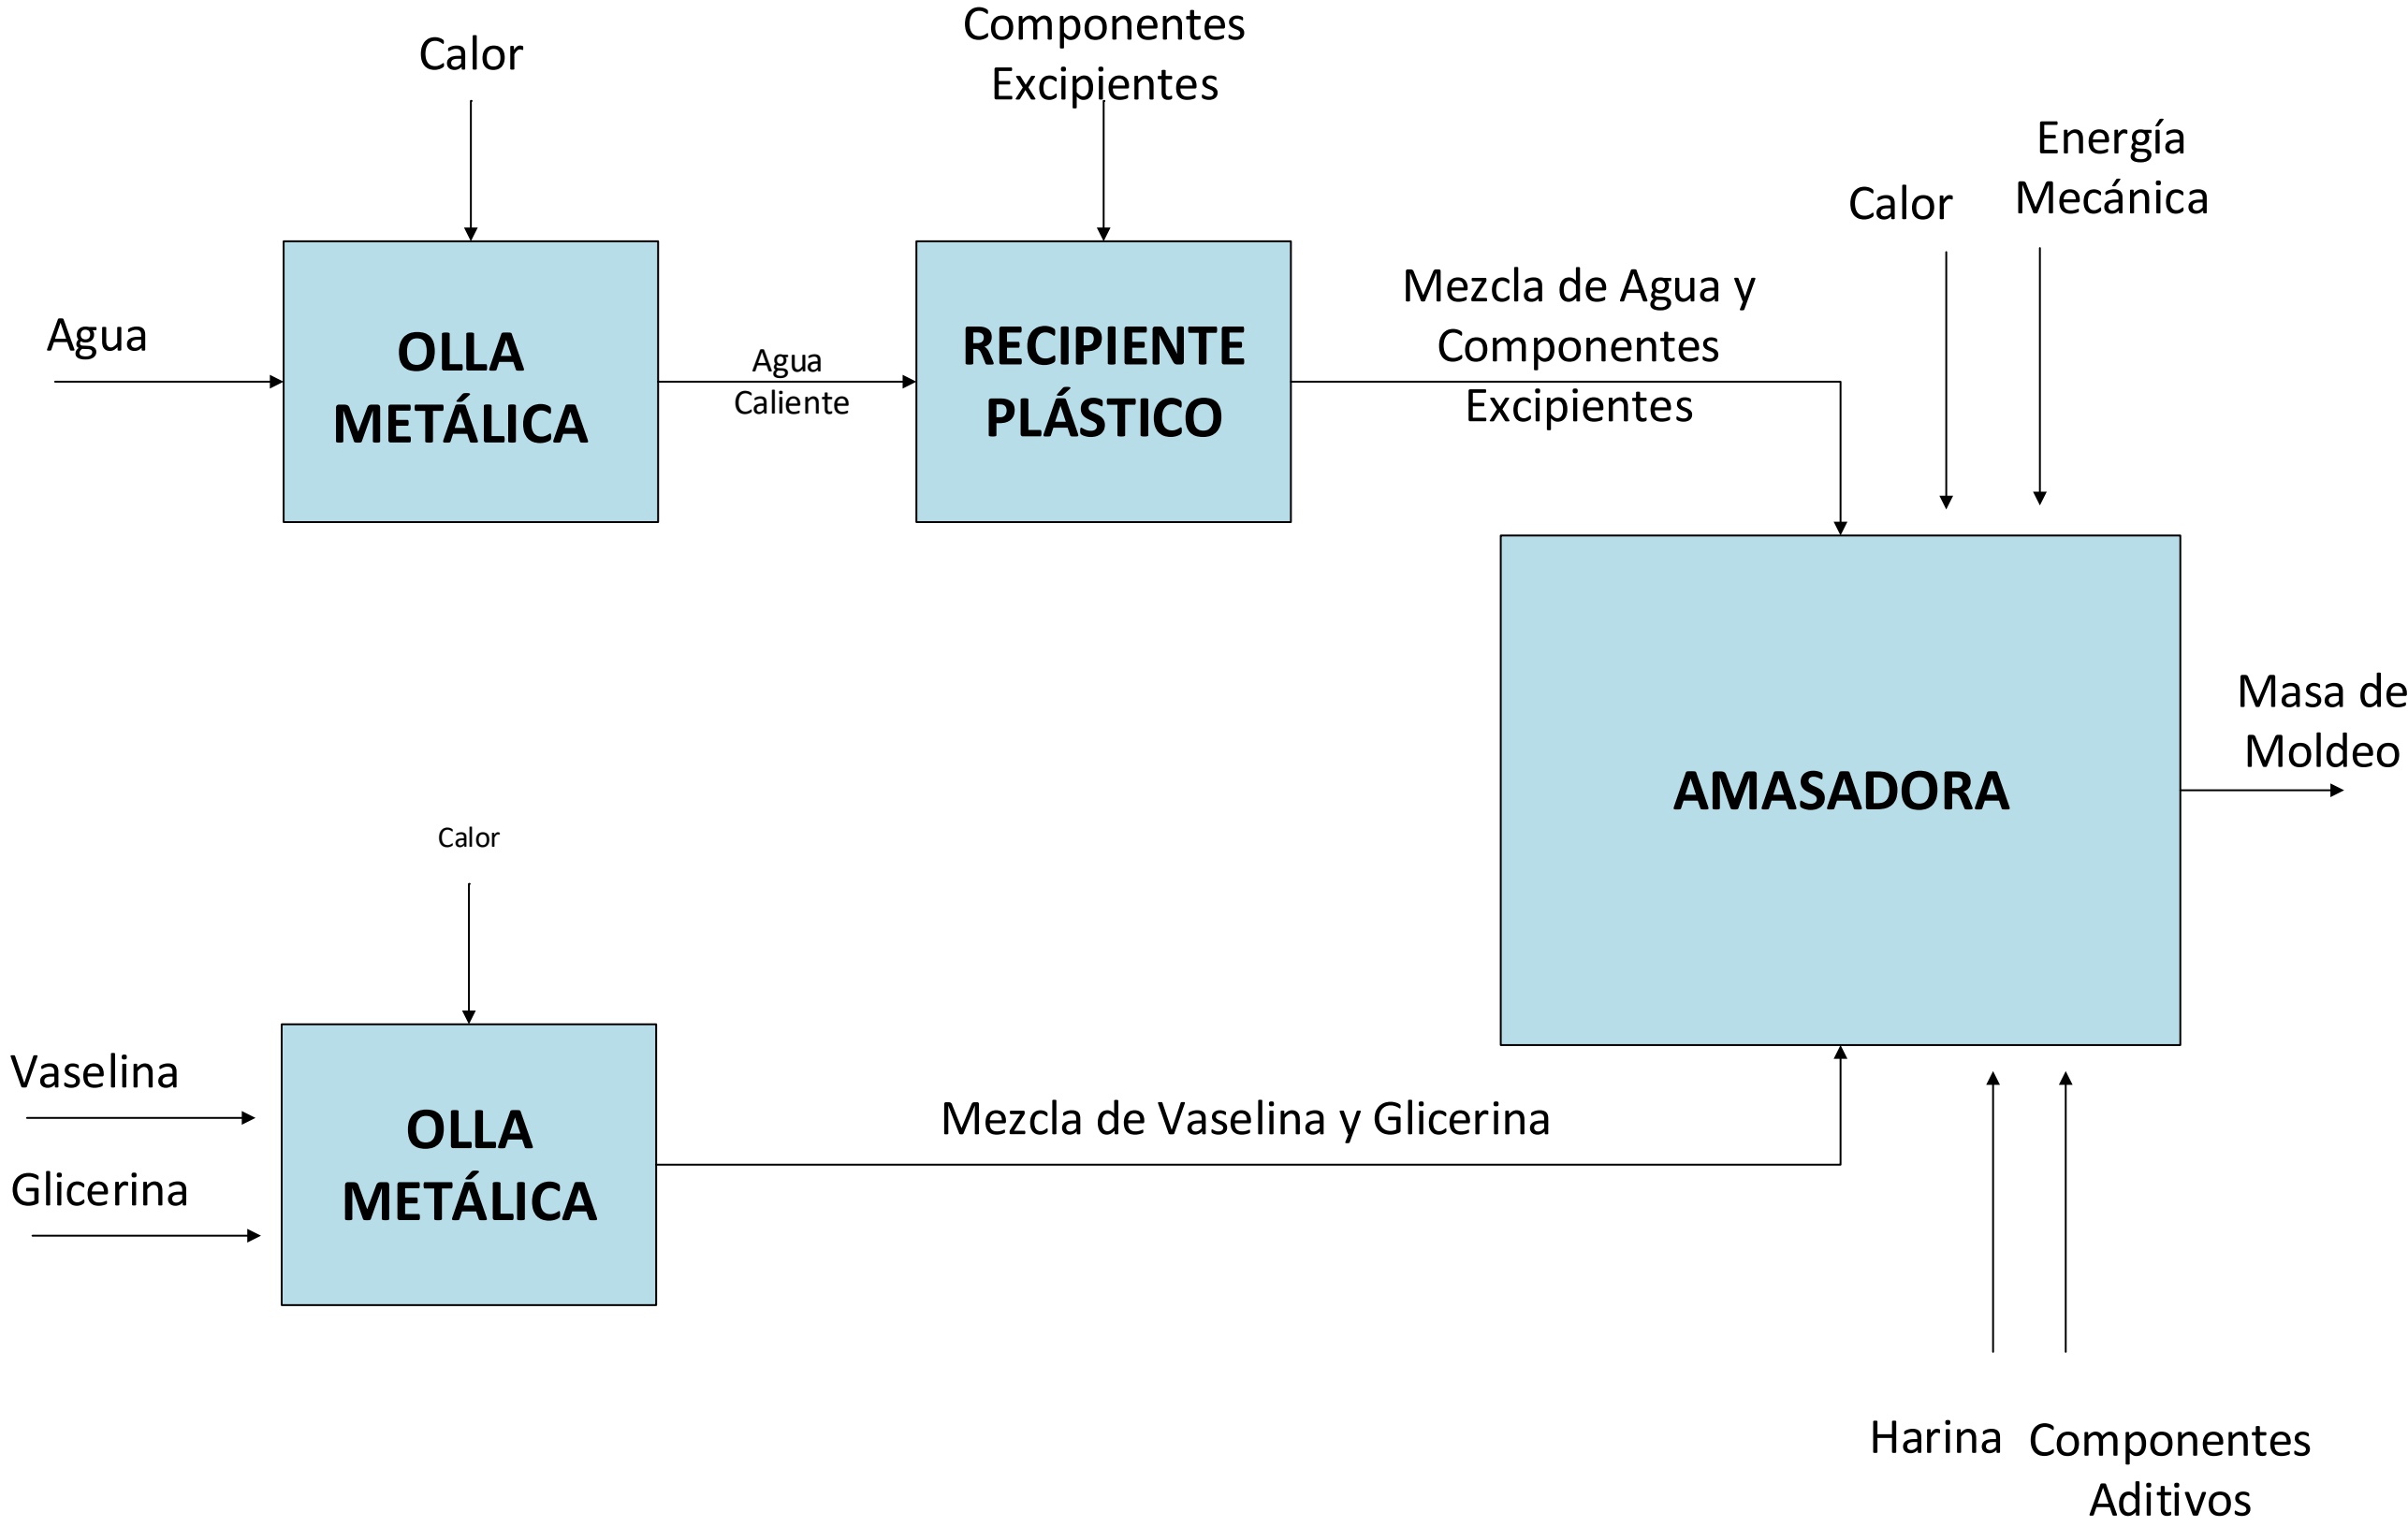 Calor
Componentes
Excipientes
Energía
Mecánica
Calor
Agua
OLLA
METÁLICA
Agua
Caliente
RECIPIENTE
PLÁSTICO
Mezcla de Agua y
Componentes
Excipientes
Masa de
Moldeo
AMASADORA
Calor
Vaselina
Glicerina
OLLA
METÁLICA
Mezcla de Vaselina y Glicerina
Harina
Componentes
Aditivos